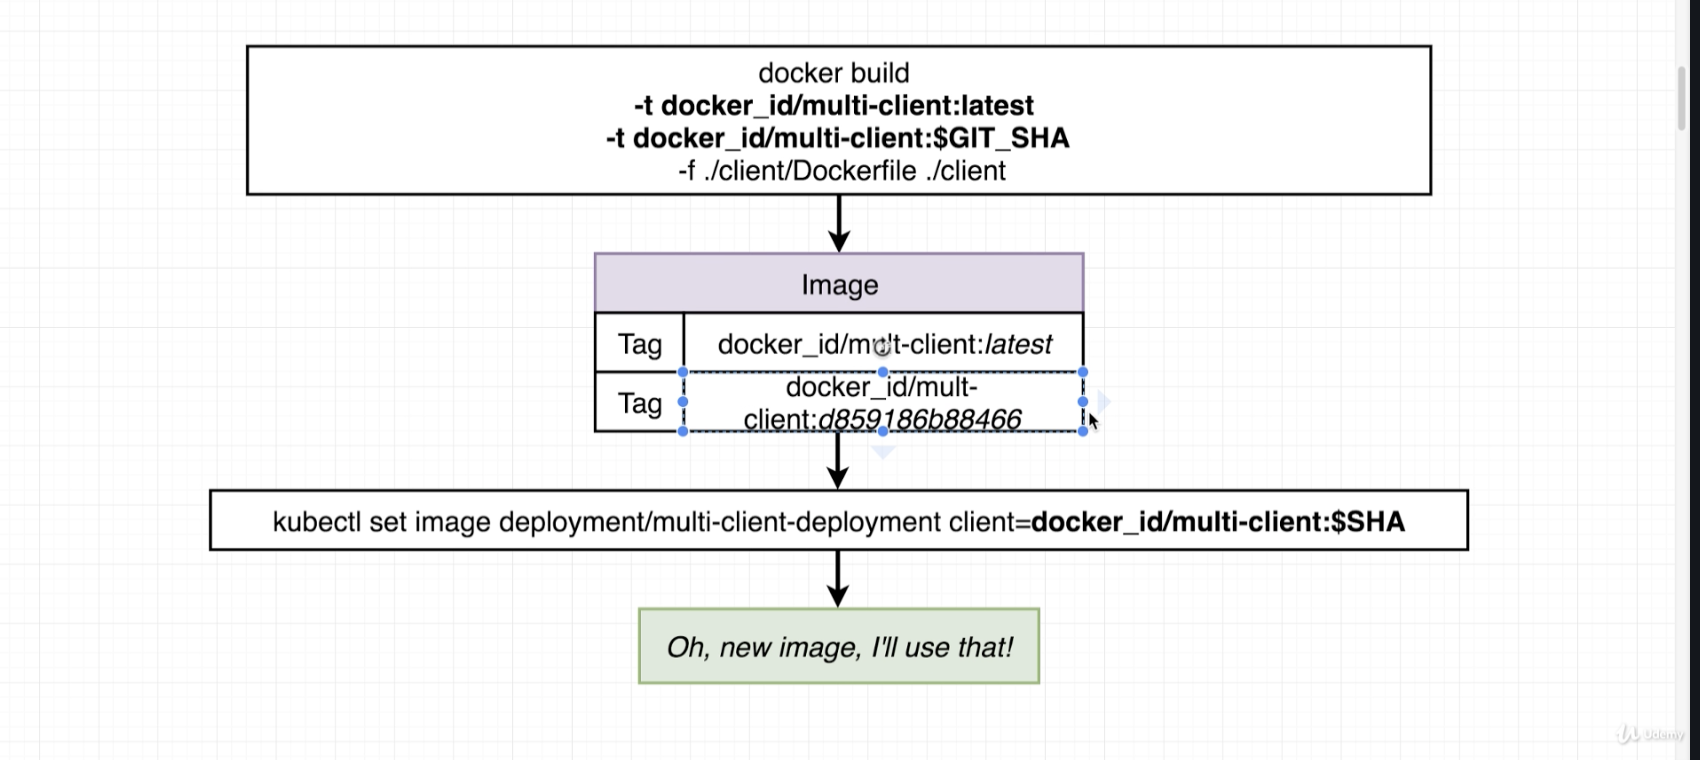 docker build
-t docker_id/multi-client:latest
-t docker_id/multi-client:$GIT_SHA
-f ./client/Dockerfile ./client
Image
Tag docker_id/mult-client:latest
Tag docker_id/mult-
client:d859186b88466
kubectl set image deployment/multi-client-deployment client=docker_id/multi-client:$SHA
Oh, new image, I'll use that!
Udemy